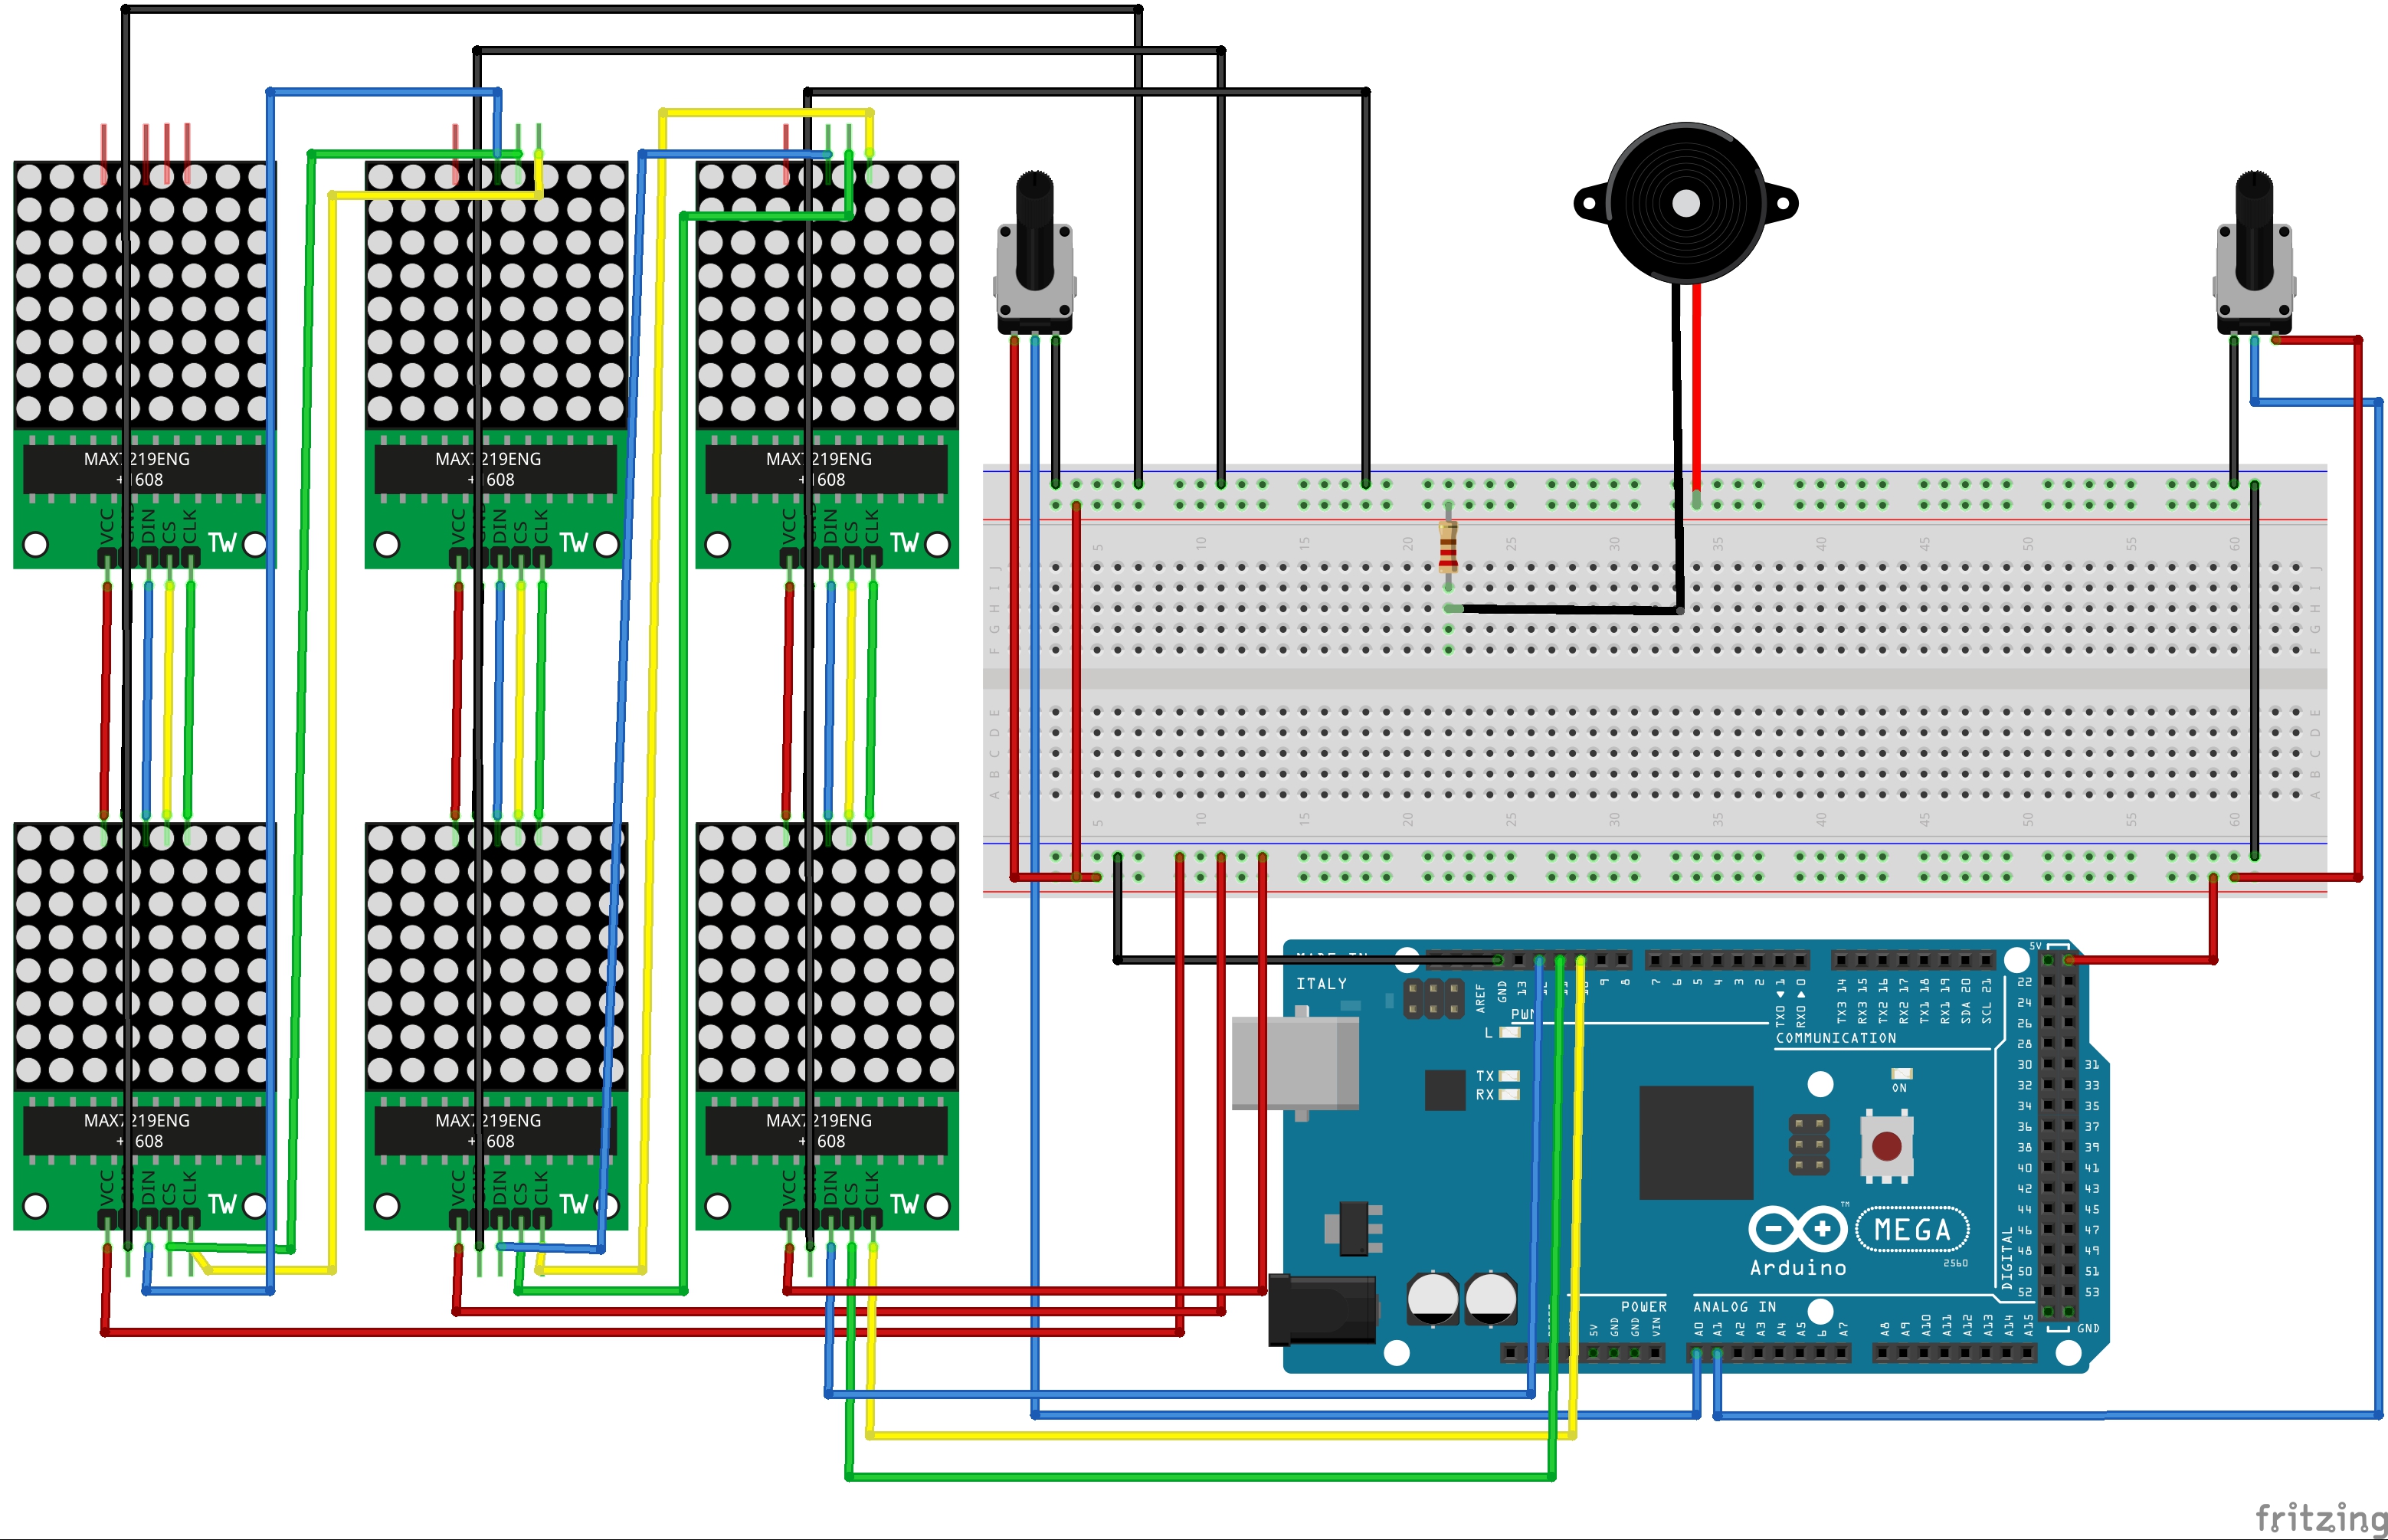 MAX7219ENG
+1608
VCC
GND
DIN
CS
CLK
TW
MAX7219ENG
+1608
VCC
GND
DIN
CS
CLK
TW
MAX7219ENG
+1608
VCC
GND
DIN
CS
CLK
TW
5 10 15 20 25 30 35 40 45 50 55 60
J
I
H
G
F
J
I
H
G
F
E
D
C
B
A
E
D
C
B
A
5 10 15 20 25 30 35 40 45 50 55 60
MAX7219ENG
+1608
VCC
DIN
CS
CLK
TW
MAX7219ENG
+1608
VCC
DIN
CS
CLK
TW
MAX7219ENG
+1608
VCC
DIN
CS
CLK
TW
MADE IN
ITALY
AREF
GND
13
12
11
10
9
8
7
6
5
4
3
2
TX0 ◀ 1
RX0 ▶ 0
TX3 14
RX3 15
TX2 16
RX2 17
TX1 18
RX1 19
SDA 20
SCL 21
PWM
COMMUNICATION
L
TX
RX
ON
5V
22
24
26
28
30 31
32 33
34 35
36 37
38 39
40 41
42 43
44 45
46 47
48 49
50 51
52 53
GND
DIGITAL
MEGA
2560
Arduino
TM
POWER
ANALOG IN
5V
GND
GND
VIN
A0
A1
A2
A3
A4
A5
6
A7
A8
A9
A10
A11
A12
A13
A14
A15
fritzing